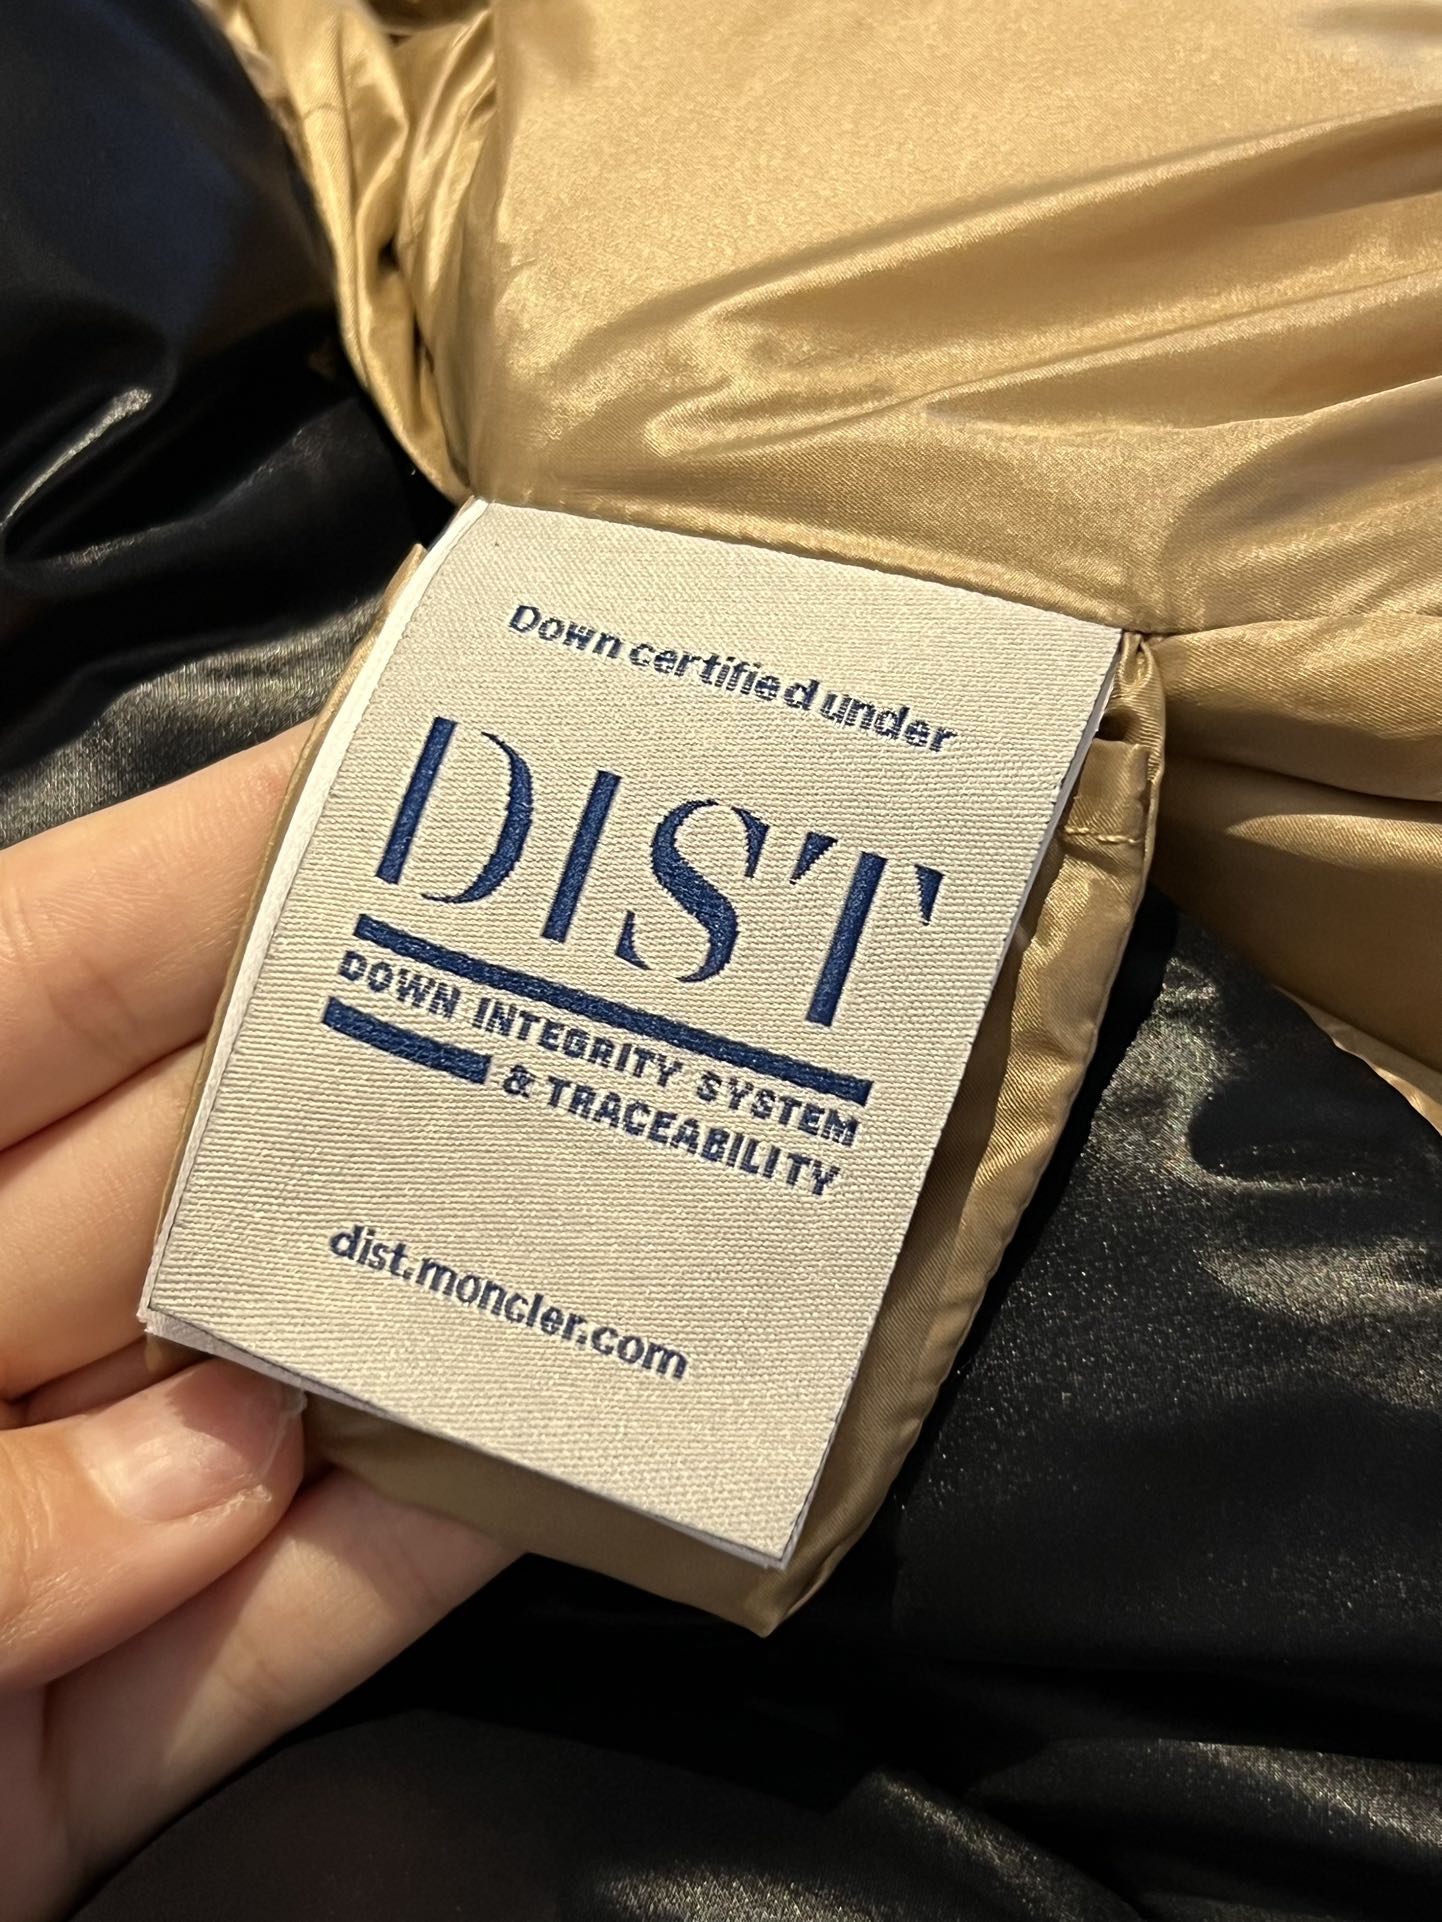 Down certified under
DIST
DOWN INTEGRITY SYSTEM
& TRACEABILITY
dist.moncler.com